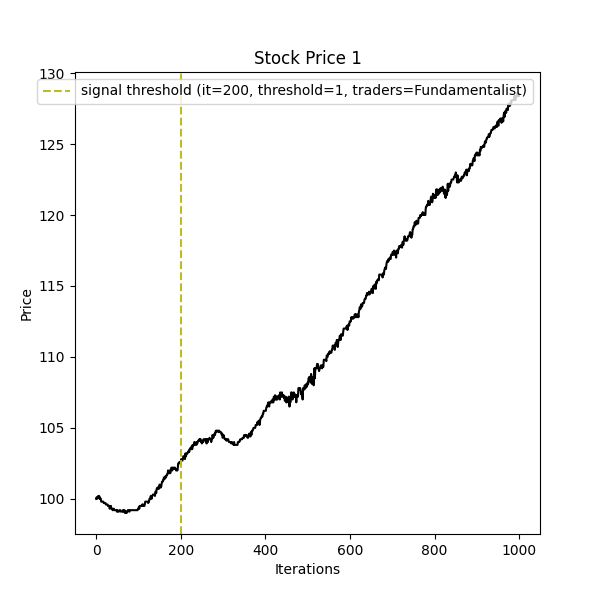 Stock Price 1
signal threshold (it=200, threshold=1, traders=Fundamentalist)
130
125
120
115
110
105
100
Price
0 200 400 600 800 1000
Iterations